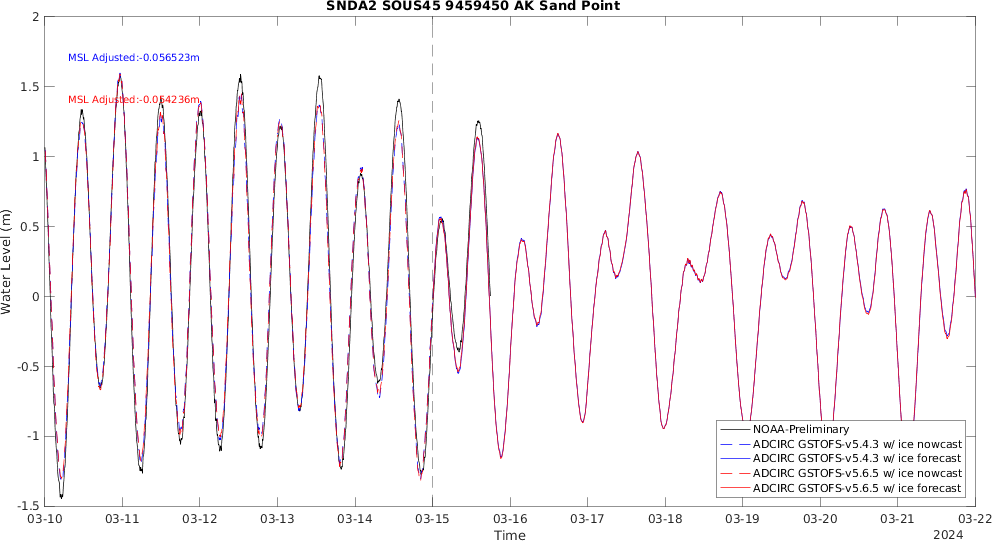 SNDA2 SOUS45 9459450 AK Sand Point
MSL Adjusted:-0.056523m
MSL Adjusted:-0.054236m
Water Level (m)
2
1.5
1
0.5
0
-0.5
-1
-1.5
NOAA-Preliminary
ADCIRC GSTOFS-v5.4.3 w/ ice nowcast
ADCIRC GSTOFS-v5.4.3 w/ ice forecast
ADCIRC GSTOFS-v5.6.5 w/ ice nowcast
ADCIRC GSTOFS-v5.6.5 w/ ice forecast
03-10 03-11 03-12 03-13 03-14 03-15 03-16 03-17 03-18 03-19 03-20 03-21 03-22
Time
2024